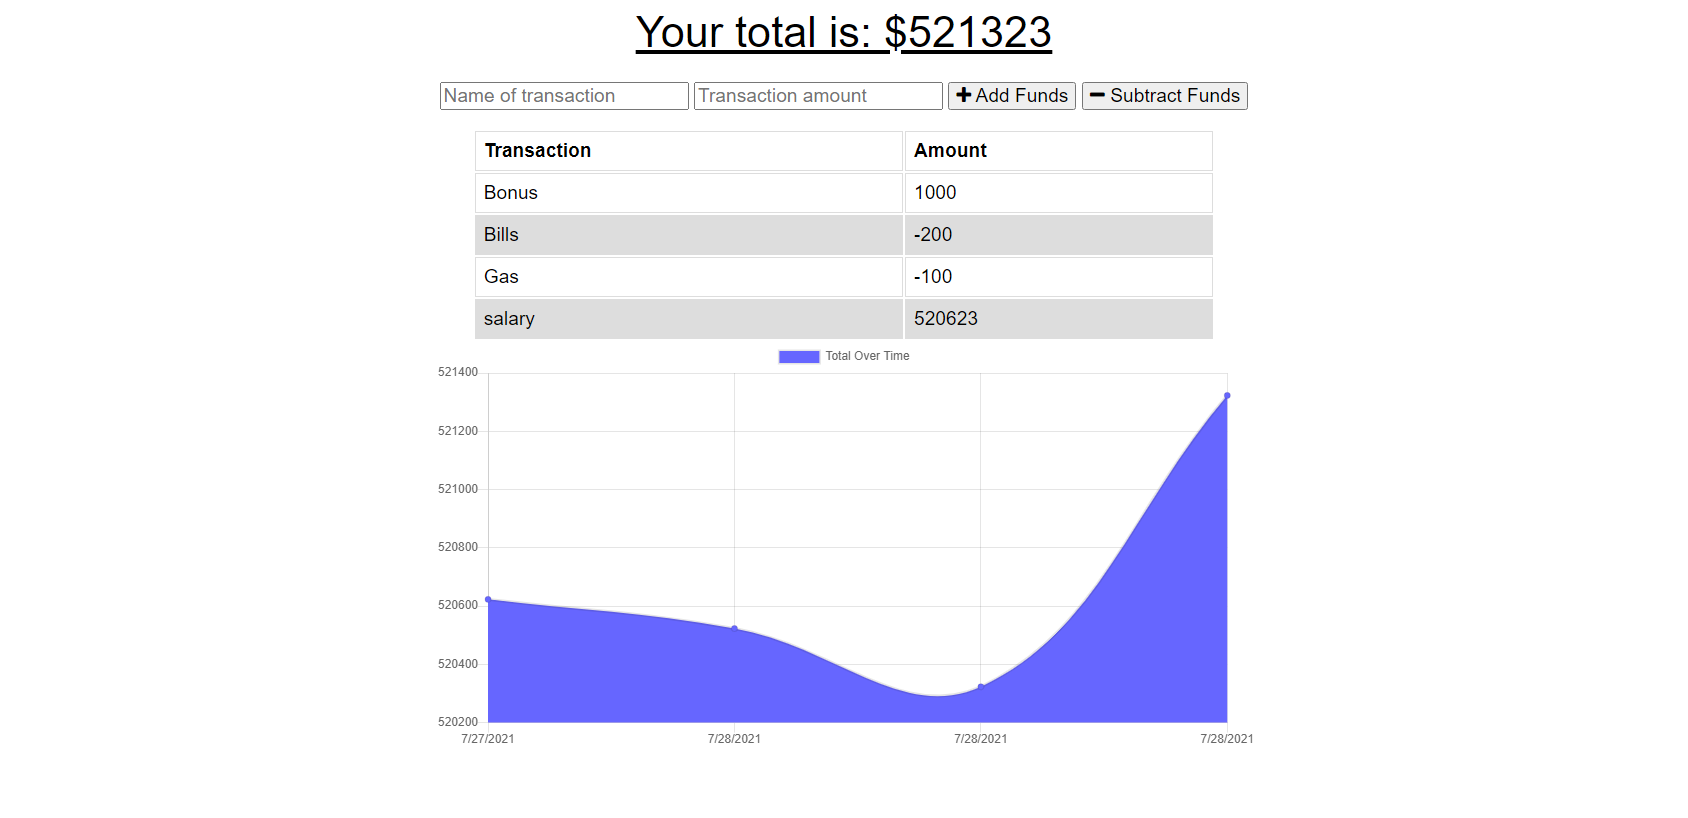 Your total is: $521323
Name of transaction Transaction amount Add Funds Subtract Funds
Transaction Amount
Bonus 1000
Bills -200
Gas -100
salary 520623
Total Over Time
521400
521200
521000
520800
520600
520400
520200
7/27/2021 7/28/2021 7/28/2021 7/28/2021